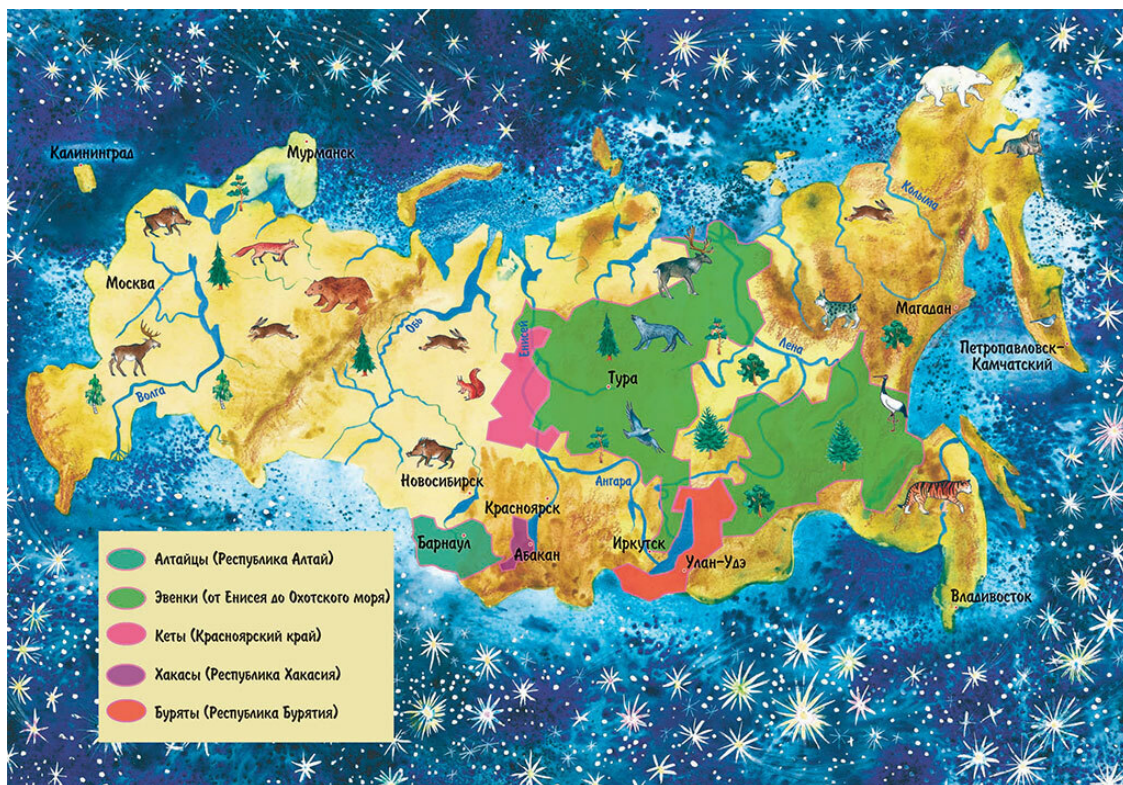 Калининград
Мурманск
Колыма
Москва
Магадан
Обь
Енисей
Лена
Петропавловск-
Камчатский
Тура
Волга
Новосибирск
Ангара
Красноярск
Барнаул
Абакан
Иркутск
Улан-Удэ
Владивосток
Алтайцы (Республика Алтай)
Эвенки (от Енисея до Охотского моря)
Кеты (Красноярский край)
Хакасы (Республика Хакасия)
Буряты (Республика Бурятия)